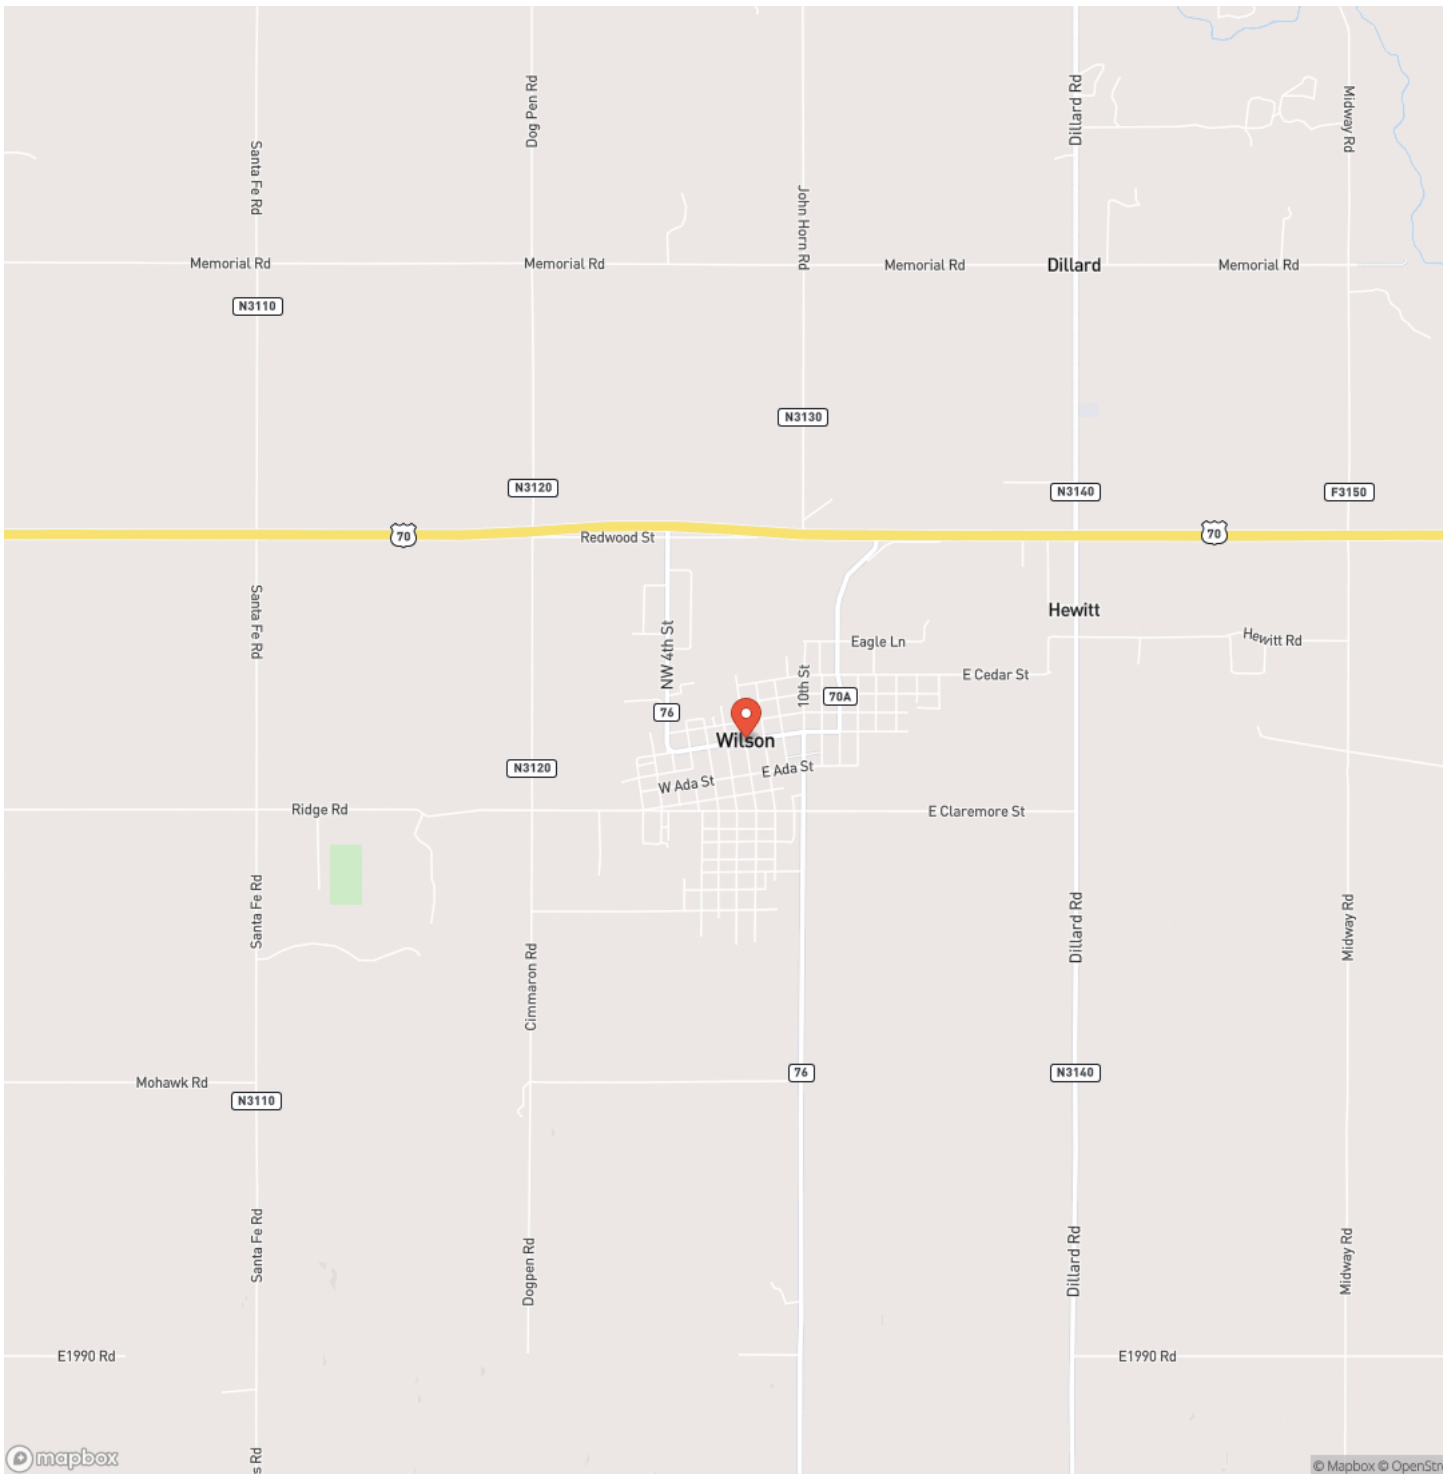 Dog Pen Rd
Dillard Rd
Midway Rd
Santa Fe Rd
John Horn Rd
Memorial Rd
Memorial Rd
Memorial Rd
Dillard
Memorial Rd
N3110
N3130
N3120
N3140
F3150
70
70
Redwood St
Santa Fe Rd
Hewitt
NW 4th St
Eagle Ln
Hewitt Rd
10th St
E Cedar St
70A
76
Wilson
N3120
E Ada St
W Ada St
Ridge Rd
E Claremore St
Santa Fe Rd
Dillard Rd
Midway Rd
Cimmaron Rd
76
N3140
Mohawk Rd
N3110
Santa Fe Rd
Dogpen Rd
Dillard Rd
Midway Rd
E1990 Rd
E1990 Rd
s Rd
mapbox
© Mapbox © OpenStre